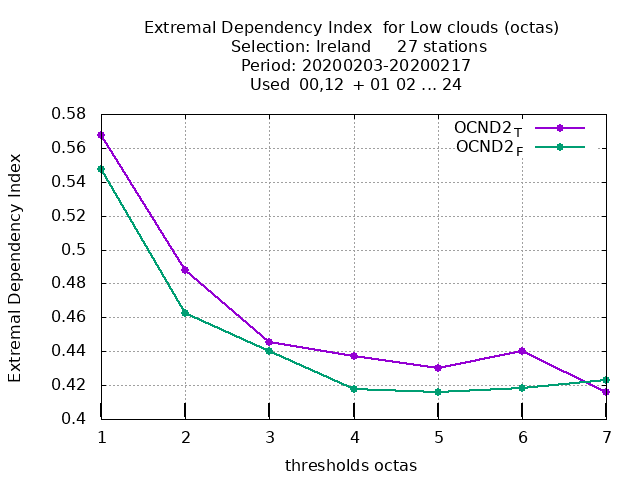 Extremal Dependency Index  for Low clouds (octas)
Selection: Ireland     27 stations
Period: 20200203-20200217
Used  00,12  + 01 02 ... 24
OCND2_T
OCND2_F
Extremal Dependency Index
0.58
0.56
0.54
0.52
0.5
0.48
0.46
0.44
0.42
0.4
1 2 3 4 5 6 7
thresholds octas